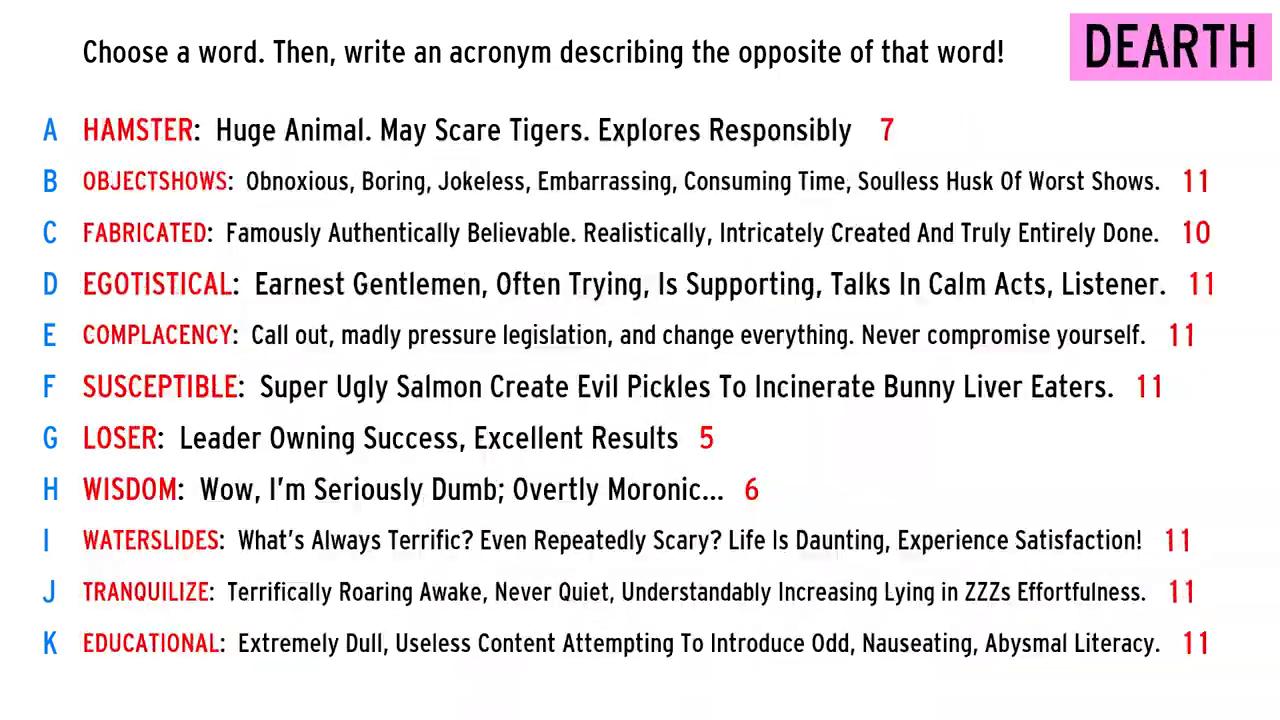 Choose a word. Then, write an acronym describing the opposite of that word!
DEARTH
A HAMSTER: Huge Animal. May Scare Tigers. Explores Responsibly 7
B OBJECTSHOWS: Obnoxious, Boring, Jokeless, Embarrassing, Consuming Time, Soulless Husk Of Worst Shows. 11
C FABRICATED: Famously Authentically Believable. Realistically, Intricately Created And Truly Entirely Done. 10
D EGOTISTICAL: Earnest Gentlemen, Often Trying, Is Supporting, Talks In Calm Acts, Listener. 11
E COMPLACENCY: Call out, madly pressure legislation, and change everything. Never compromise yourself. 11
F SUSCEPTIBLE: Super Ugly Salmon Create Evil Pickles To Incinerate Bunny Liver Eaters. 11
G LOSER: Leader Owning Success, Excellent Results 5
H WISDOM: Wow, I'm Seriously Dumb; Overtly Moronic... 6
I WATERSLIDES: What's Always Terrific? Even Repeatedly Scary? Life Is Daunting, Experience Satisfaction! 11
J TRANQUILIZE: Terrifically Roaring Awake, Never Quiet, Understandably Increasing Lying in ZZZs Effortfulness. 11
K EDUCATIONAL: Extremely Dull, Useless Content Attempting To Introduce Odd, Nauseating, Abysmal Literacy. 11